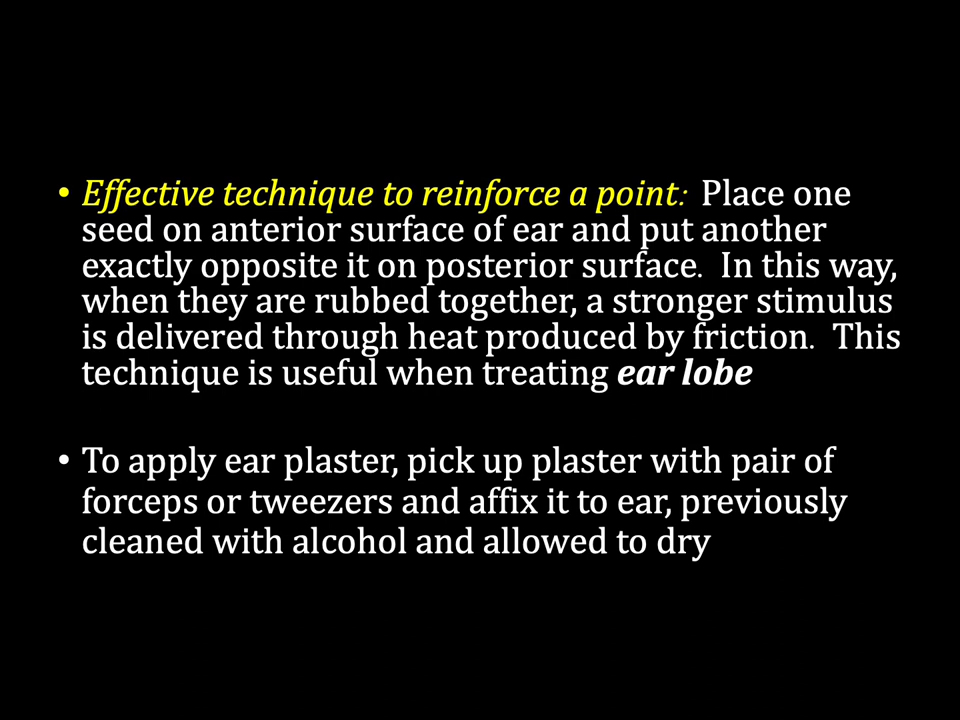 • Effective technique to reinforce a point:  Place one
seed on anterior surface of ear and put another
exactly opposite it on posterior surface.  In this way,
when they are rubbed together, a stronger stimulus
is delivered through heat produced by friction.  This
technique is useful when treating ear lobe
• To apply ear plaster, pick up plaster with pair of
forceps or tweezers and affix it to ear, previously
cleaned with alcohol and allowed to dry